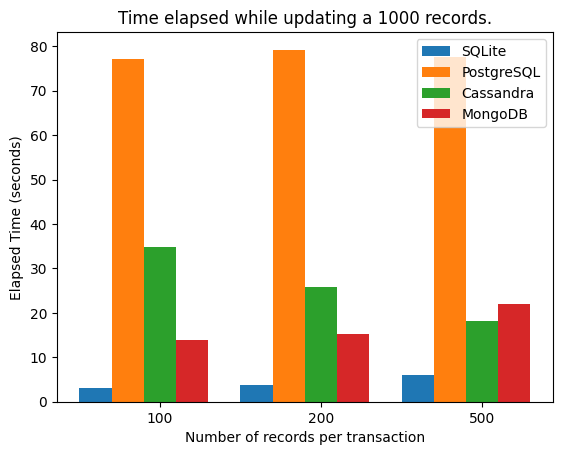 Time elapsed while updating a 1000 records.
SQLite
PostgreSQL
Cassandra
MongoDB
Elapsed Time (seconds)
80
70
60
50
40
30
20
10
0
100 200 500
Number of records per transaction